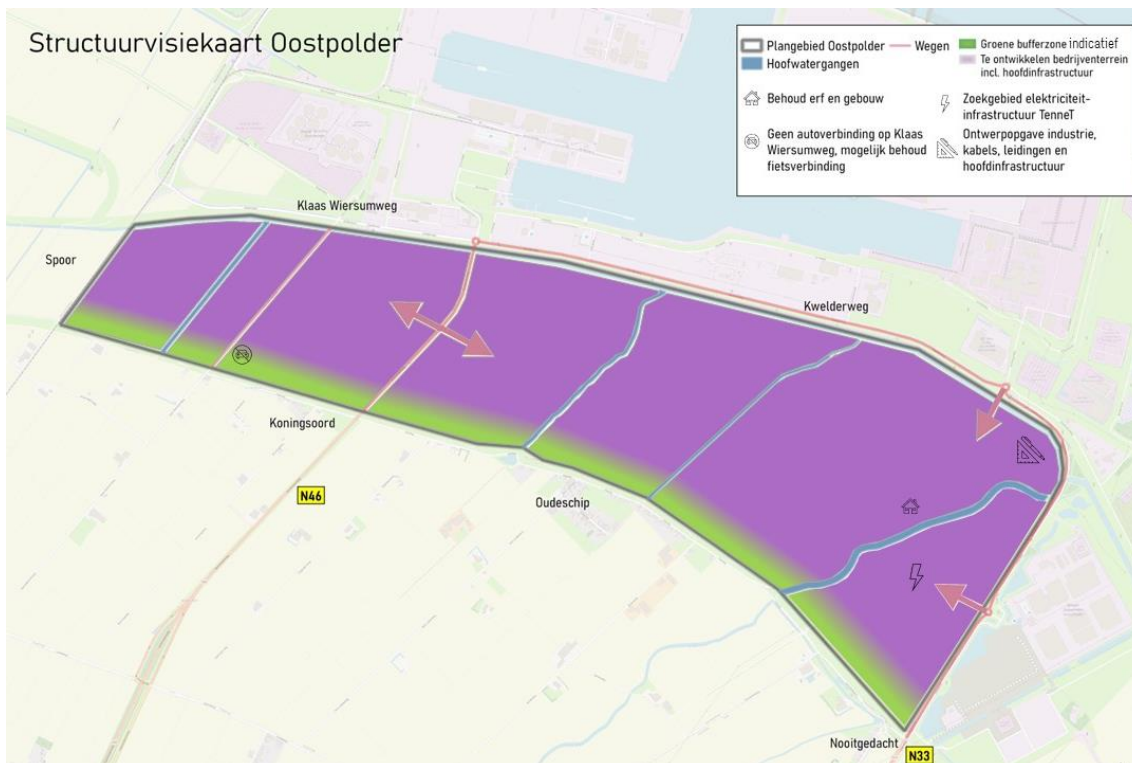 Structuurvisiekaart Oostpolder
Plangebied Oostpolder
Wegen
Groene bufferzone indicatief
Hoofwatergangen
Te ontwikkelen bedrijventerrein
incl. hoofdinfrastructuur
Behoud erf en gebouw
Zoekgebied elektriciteit-
infrastructuur TenneT
Geen autoverbinding op Klaas
Wiersumweg, mogelijk behoud
fietsverbinding
Ontwerpopgave industrie,
kabels, leidingen en
hoofdinfrastructuur
Klaas Wiersumweg
Spoor
Kwelderweg
Koningsoord
N46
Oudeschip
Nooitgedacht
N33